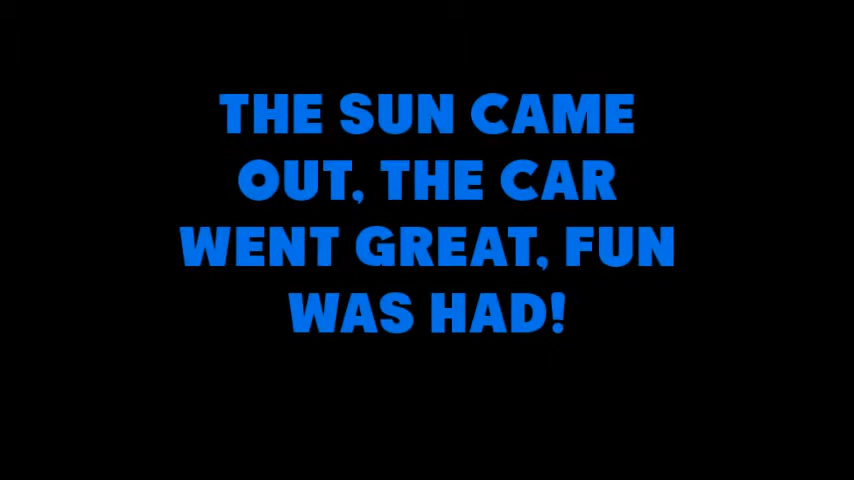 THE SUN CAME
OUT, THE CAR
WENT GREAT, FUN
WAS HAD!